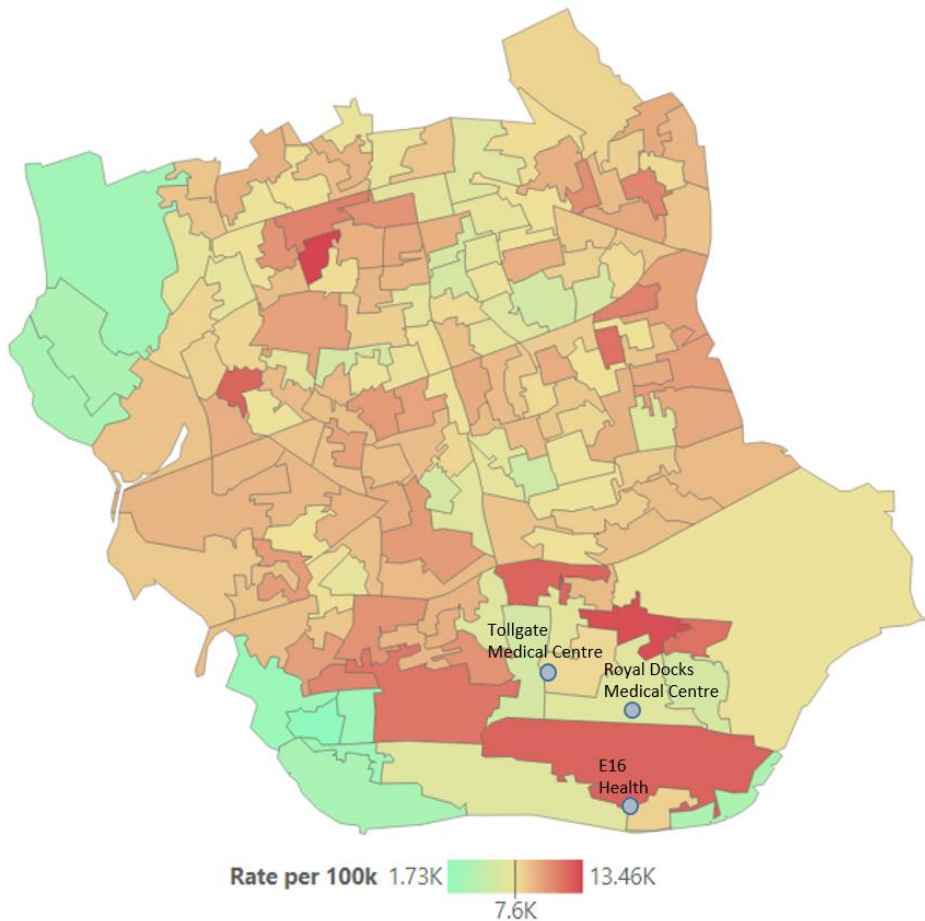 Tollgate
Medical Centre
Royal Docks
Medical Centre
E16
Health
Rate per 100k 1.73K 13.46K
7.6K